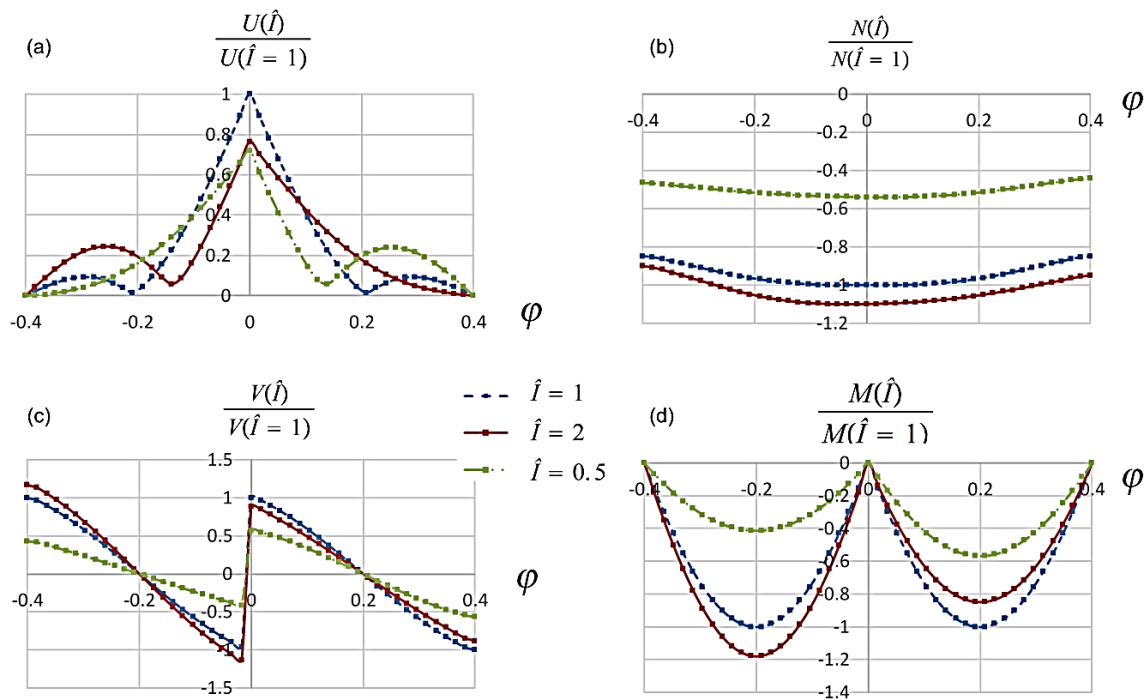 (a)
U(Î)
U(Î = 1)
1
0.8
0.6
0.4
0.2
0
-0.4
-0.2
0
0.2
0.4
φ
(b)
N(Î)
N(Î = 1)
0
-0.4
-0.2
0
0.2
0.4
-0.2
-0.4
-0.6
-0.8
-1
-1.2
φ
(c)
V(Î)
V(Î = 1)
1.5
1
0.5
0
-0.5
-1
-1.5
-0.4
-0.2
0
0.2
0.4
φ
Î = 1
Î = 2
Î = 0.5
(d)
M(Î)
M(Î = 1)
0
-0.4
-0.2
0
0.2
0.4
-0.2
-0.4
-0.6
-0.8
-1
-1.2
-1.4
φ